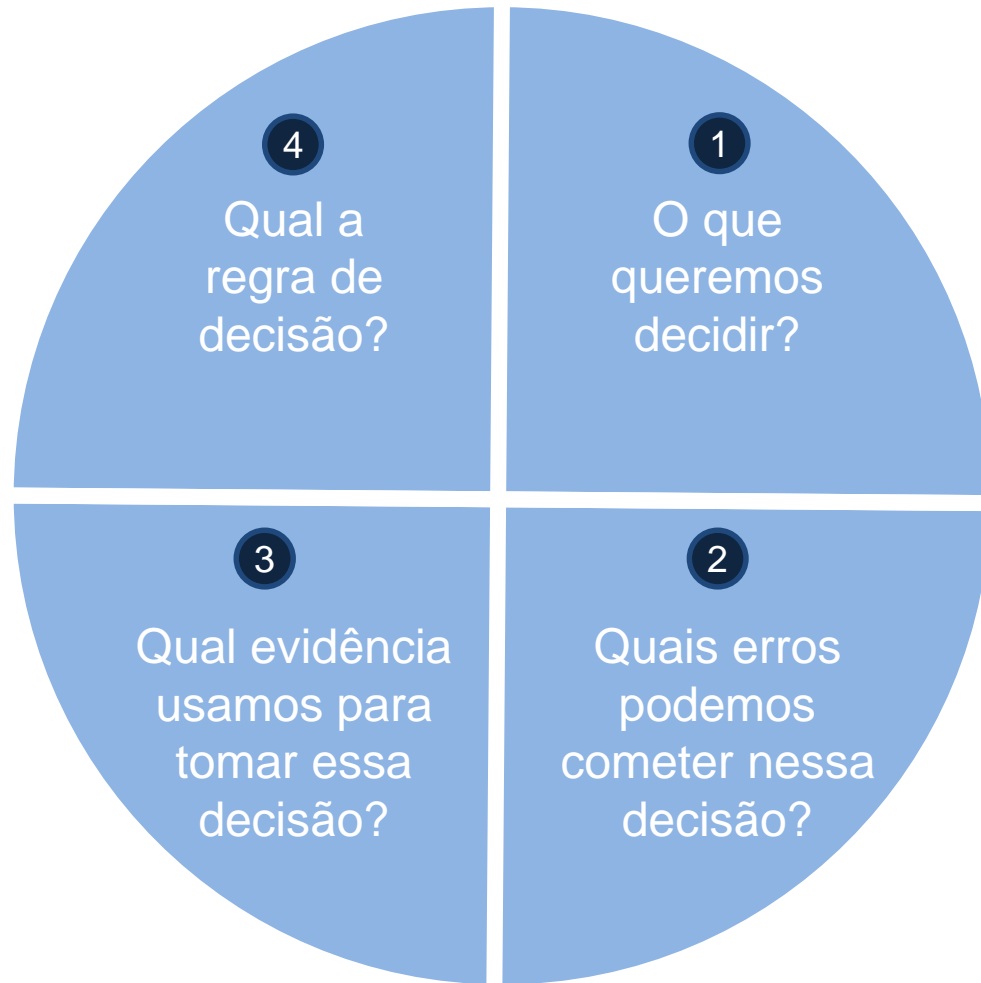 1
O que
queremos
decidir?
2
Quais erros
podemos
cometer nessa
decisão?
3
Qual evidência
usamos para
tomar essa
decisão?
4
Qual a
regra de
decisão?